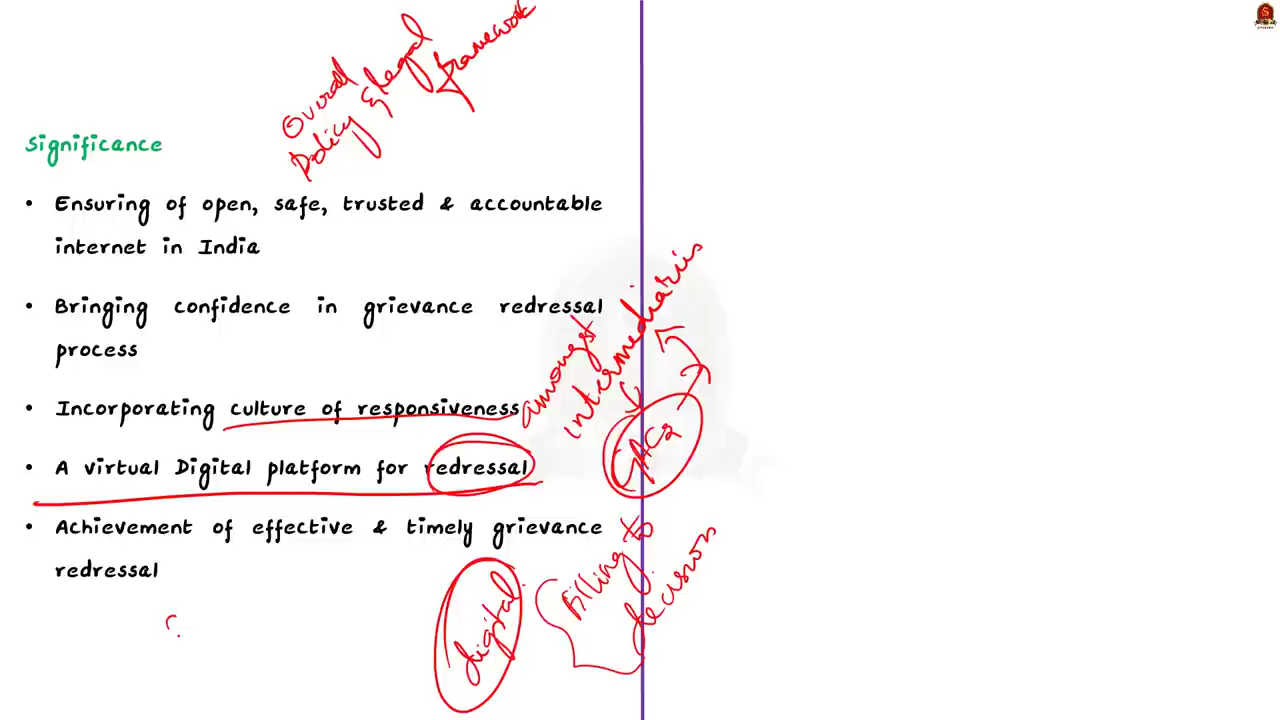 Overall
Policy & legal
framework
Significance
• Ensuring of open, safe, trusted & accountable
internet in India
• Bringing confidence in grievance redressal
process
• Incorporating culture of responsiveness
amongst
intermediaries
• A virtual Digital platform for redressal
• Achievement of effective & timely grievance
redressal
digital
Filling to
decision